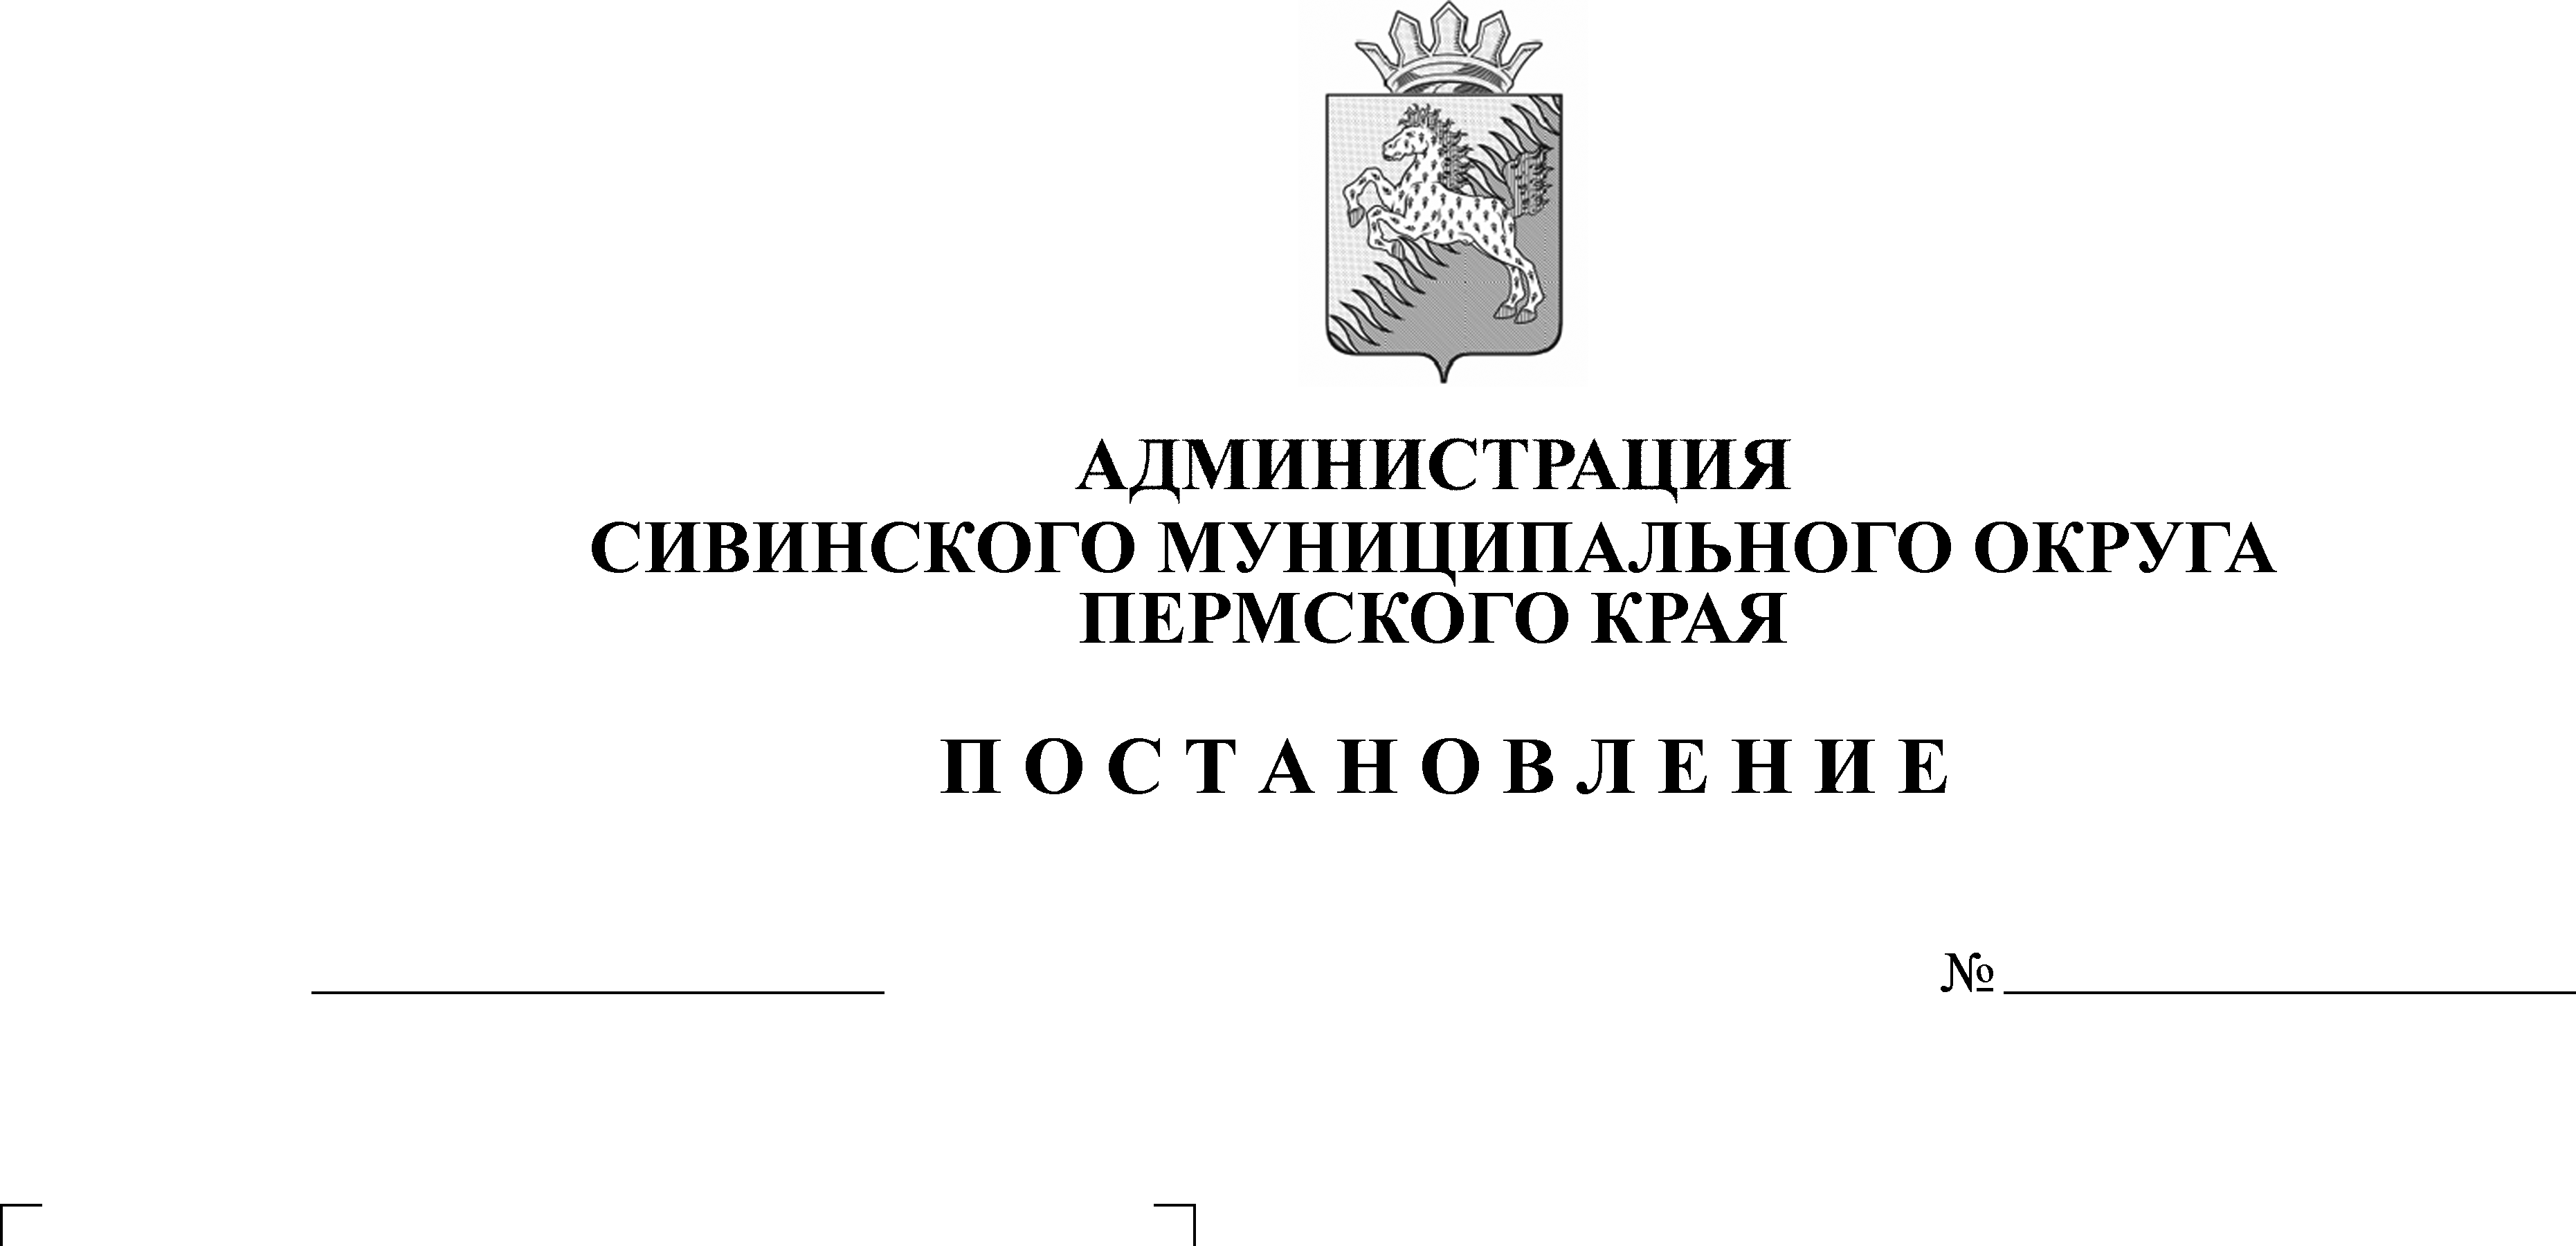 АДМИНИСТРАЦИЯ
СИВИНСКОГО МУНИЦИПАЛЬНОГО ОКРУГА
ПЕРМСКОГО КРАЯ
П О С Т А Н О В Л Е Н И Е
№